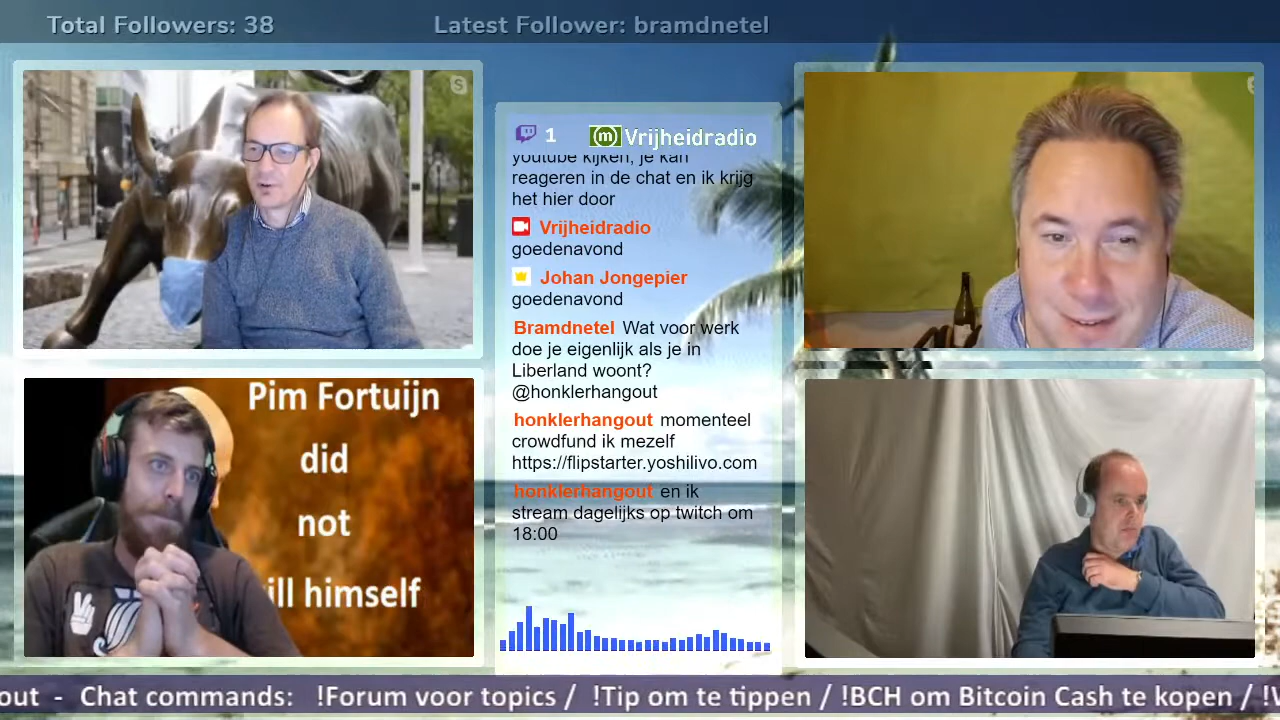 Total Followers: 38
Latest Follower: bramdnetel
1
(m) Vrijheidradio
youtube kijken, je kan
reageren in de chat en ik krijg
het hier door
Vrijheidradio
goedenavond
Johan Jongepier
goedenavond
Bramdnetel Wat voor werk
doe je eigenlijk als je in
Liberland woont?
@honklerhangout
honklerhangout momenteel
crowdfund ik mezelf
https://flipstarter.yoshilivo.com
honklerhangout en ik
stream dagelijks op twitch om
18:00
Pim Fortuijn
did
not
ill himself
out - Chat commands: !Forum voor topics / !Tip om te tippen / !BCH om Bitcoin Cash te kopen /